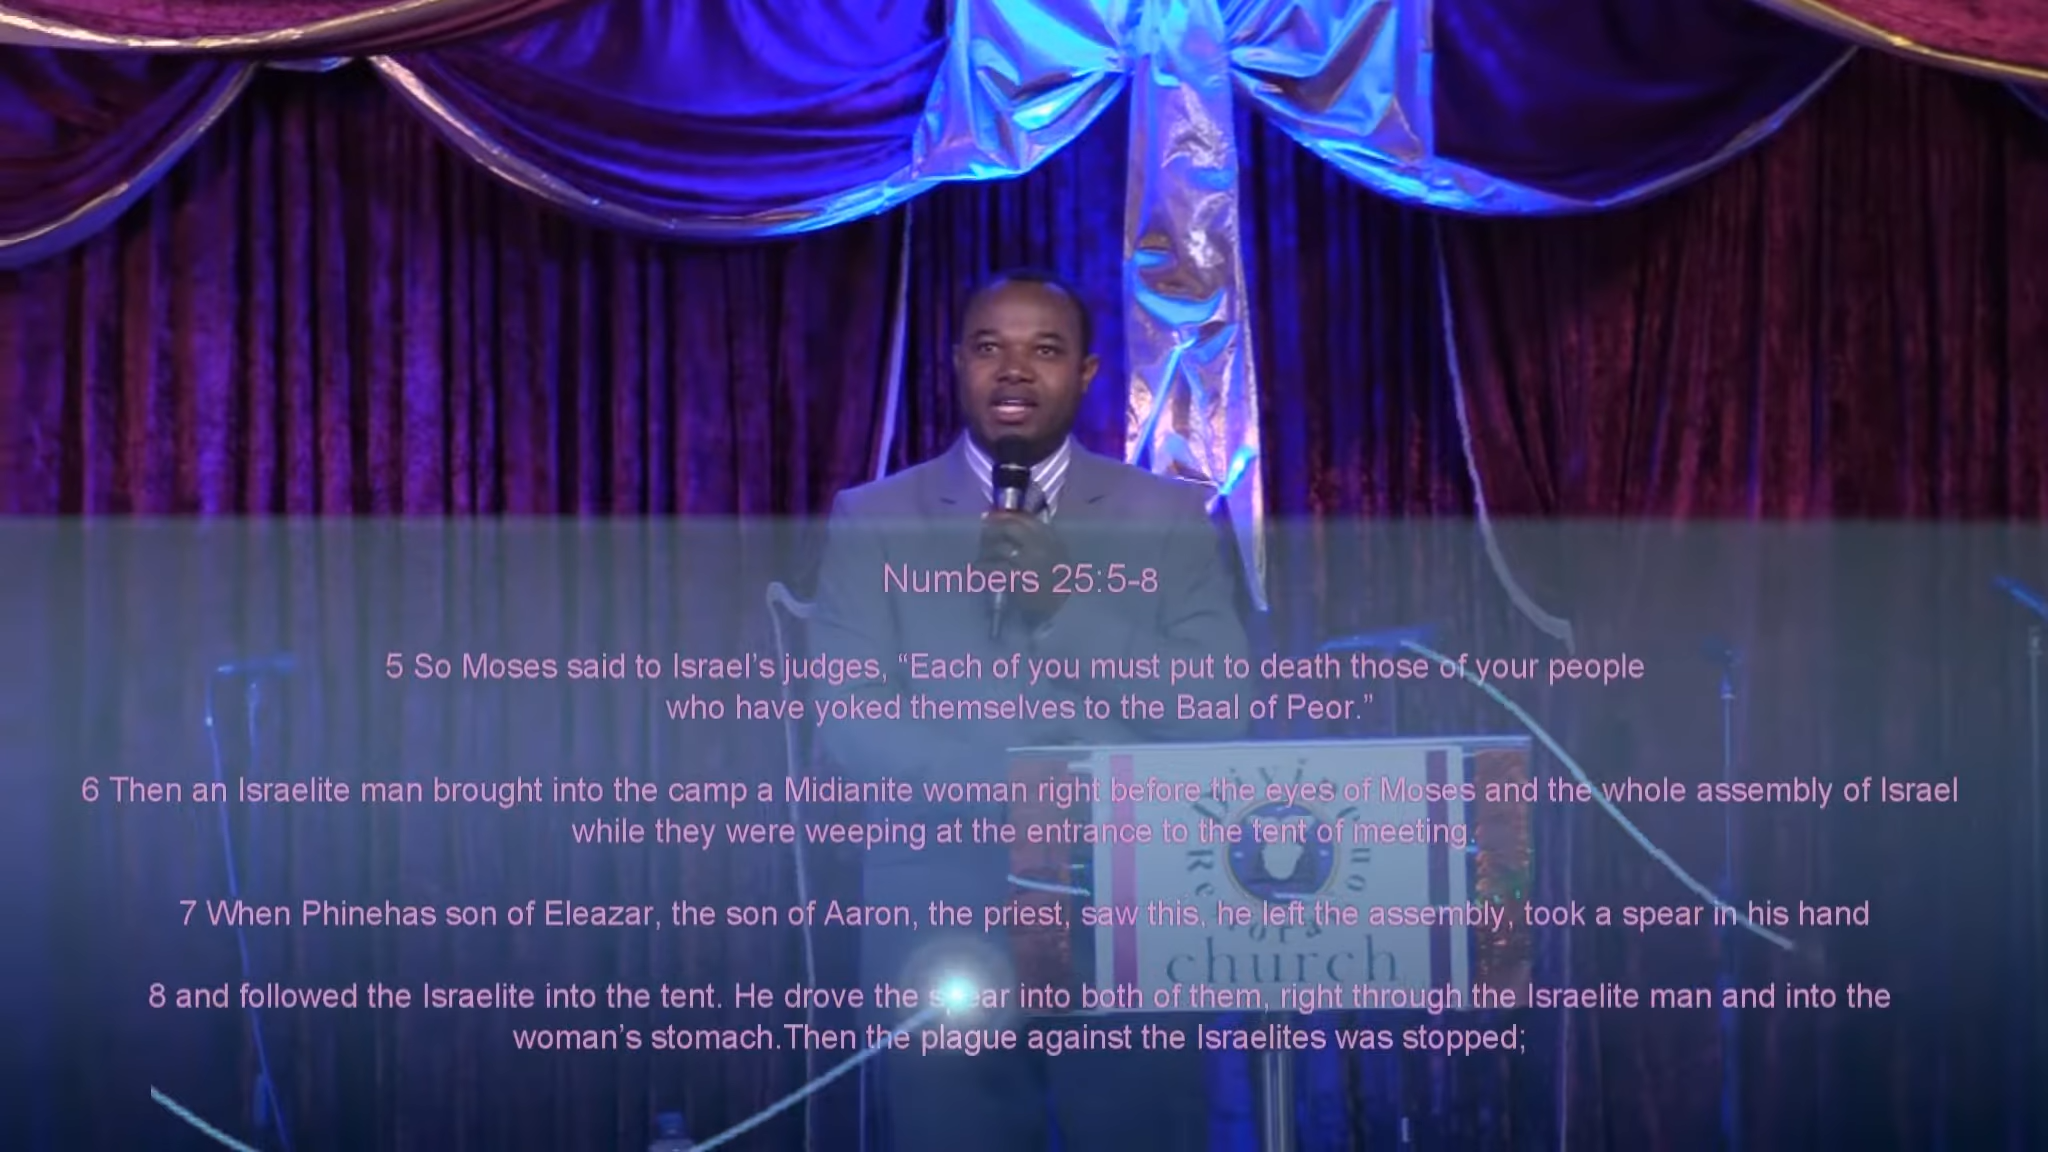 Numbers 25:5-8
5 So Moses said to Israel’s judges, “Each of you must put to death those of your people
who have yoked themselves to the Baal of Peor.”
6 Then an Israelite man brought into the camp a Midianite woman right before the eyes of Moses and the whole assembly of Israel
while they were weeping at the entrance to the tent of meeting.
7 When Phinehas son of Eleazar, the son of Aaron, the priest, saw this, he left the assembly, took a spear in his hand
8 and followed the Israelite into the tent. He drove the spear into both of them, right through the Israelite man and into the
woman’s stomach.Then the plague against the Israelites was stopped;
church